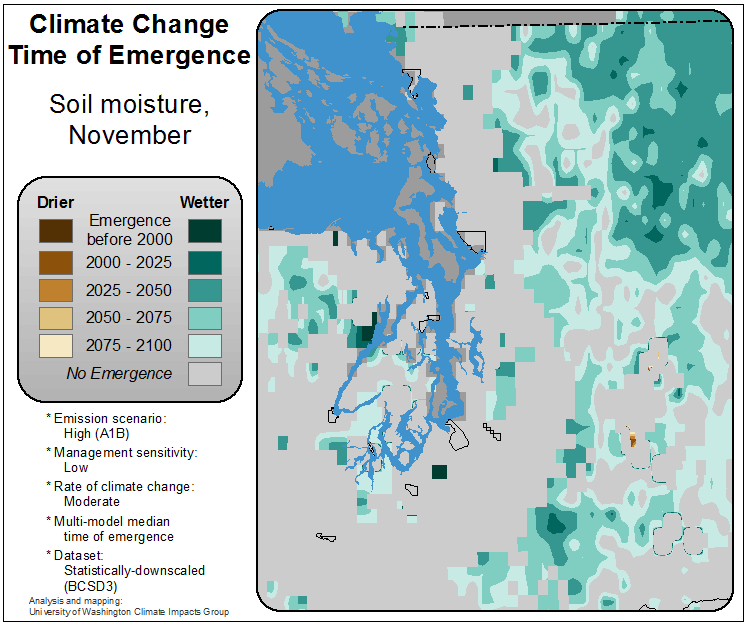 Climate Change
Time of Emergence
Soil moisture,
November
Drier Wetter
Emergence
before 2000
2000 - 2025
2025 - 2050
2050 - 2075
2075 - 2100
No Emergence
* Emission scenario:
High (A1B)
* Management sensitivity:
Low
* Rate of climate change:
Moderate
* Multi-model median
time of emergence
* Dataset:
Statistically-downscaled
(BCSD3)
Analysis and mapping:
University of Washington Climate Impacts Group